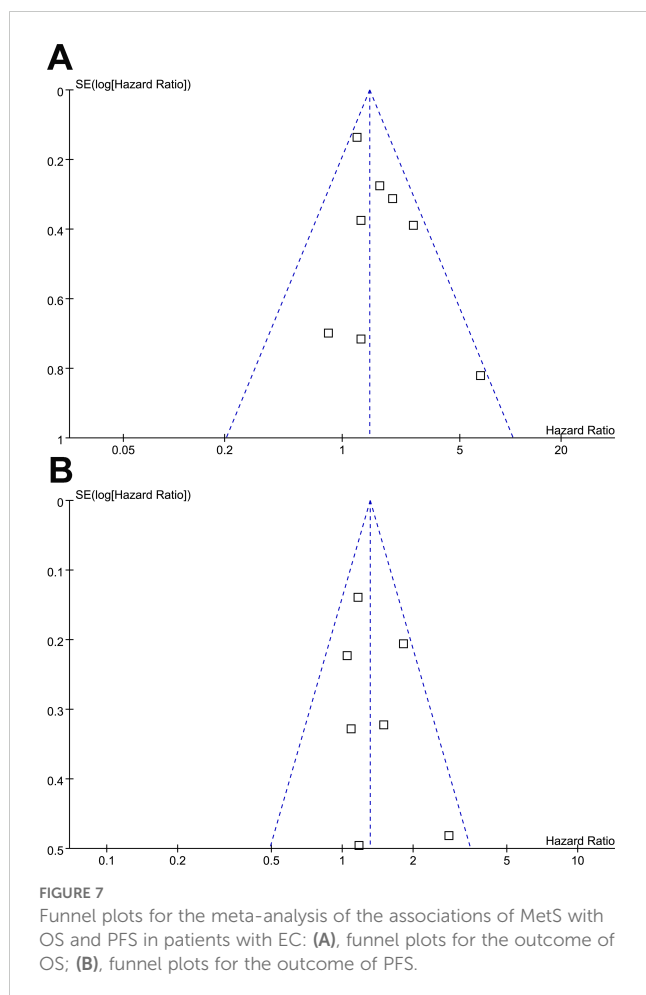 A
SE(log[Hazard Ratio])
0
0.2
0.4
0.6
0.8
1
Hazard Ratio
0.05 0.2 1 5 20
B
SE(log[Hazard Ratio])
0
0.1
0.2
0.3
0.4
0.5
Hazard Ratio
0.1 0.2 0.5 1 2 5 10
FIGURE 7
Funnel plots for the meta-analysis of the associations of MetS with
OS and PFS in patients with EC: (A), funnel plots for the outcome of
OS; (B), funnel plots for the outcome of PFS.